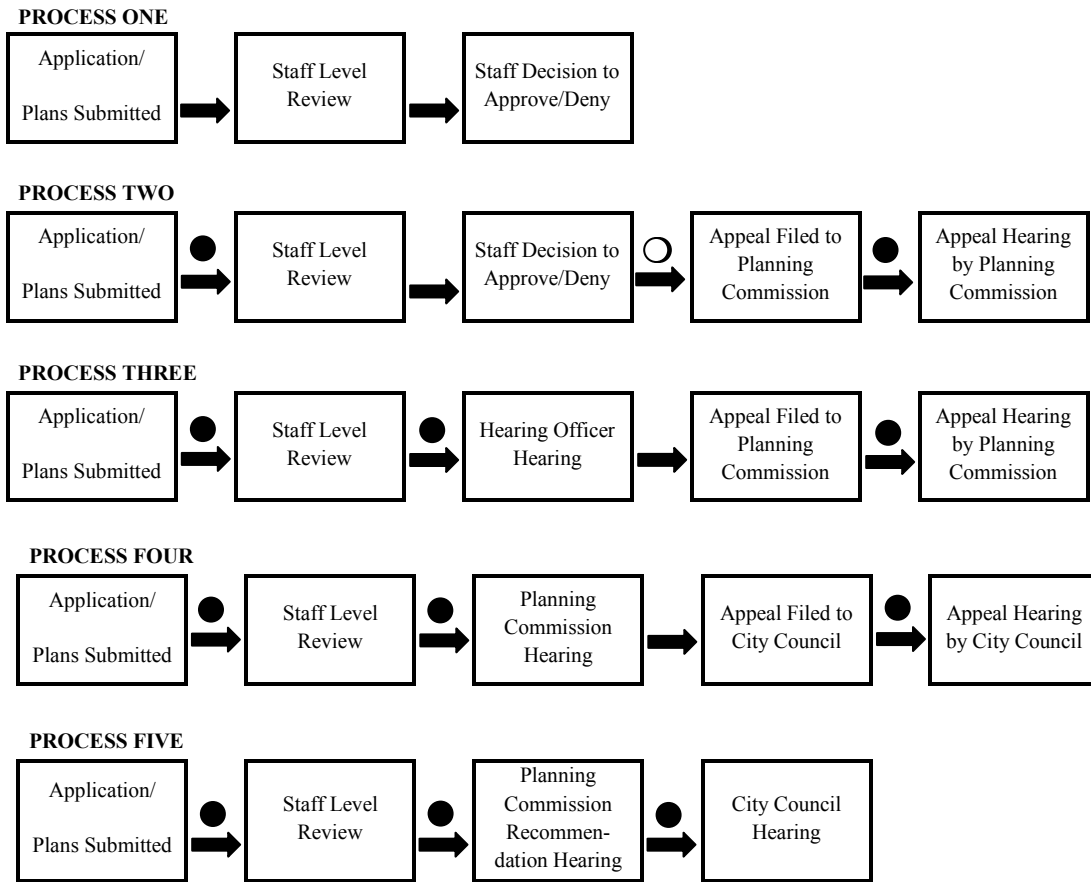 PROCESS ONE
Application/
Plans Submitted
Staff Level
Review
Staff Decision to
Approve/Deny
PROCESS TWO
Application/
Plans Submitted
Staff Level
Review
Staff Decision to
Approve/Deny
Appeal Filed to
Planning
Commission
Appeal Hearing
by Planning
Commission
PROCESS THREE
Application/
Plans Submitted
Staff Level
Review
Hearing Officer
Hearing
Appeal Filed to
Planning
Commission
Appeal Hearing
by Planning
Commission
PROCESS FOUR
Application/
Plans Submitted
Staff Level
Review
Planning
Commission
Hearing
Appeal Filed to
City Council
Appeal Hearing
by City Council
PROCESS FIVE
Application/
Plans Submitted
Staff Level
Review
Planning
Commission
Recommen-
dation Hearing
City Council
Hearing